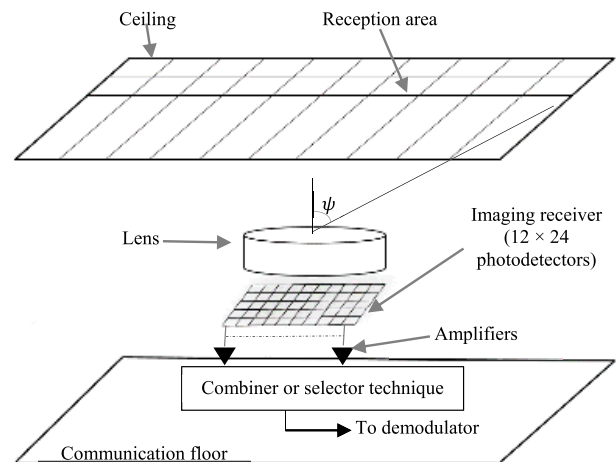 Ceiling
Reception area
ψ
Lens
Imaging receiver
(12 × 24
photodetectors)
Amplifiers
Combiner or selector technique
To demodulator
Communication floor